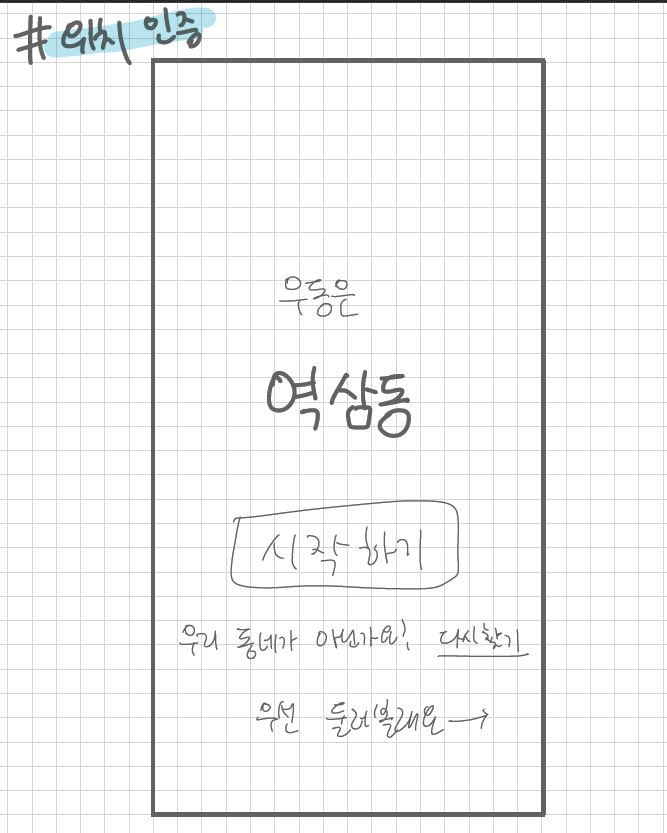 # 위치 인증
우동은
역삼동
시작하기
우리 동네가 아닌가요? 다시찾기
우선 둘러볼래요→